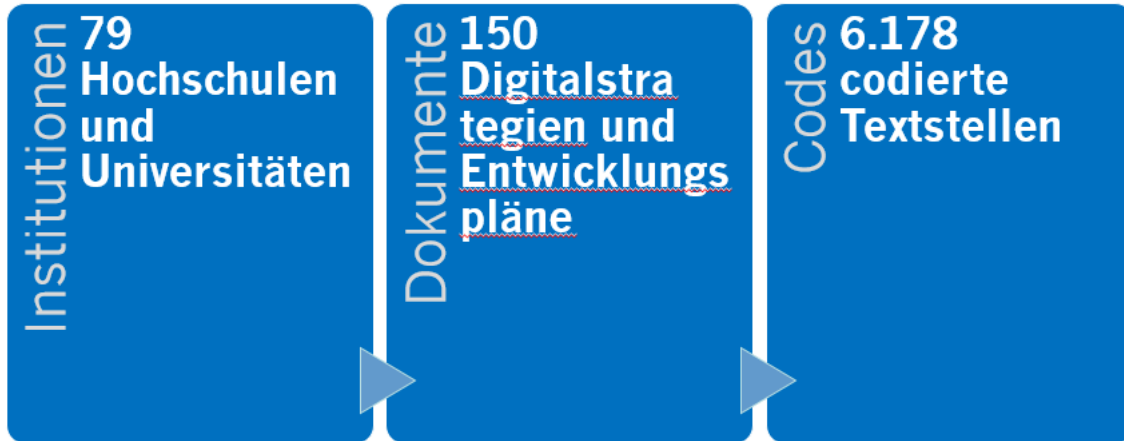 Institutionen
79
Hochschulen
und
Universitäten
Dokumente
150
Digitalstra
tegien und
Entwicklungs
pläne
Codes
6.178
codierte
Textstellen